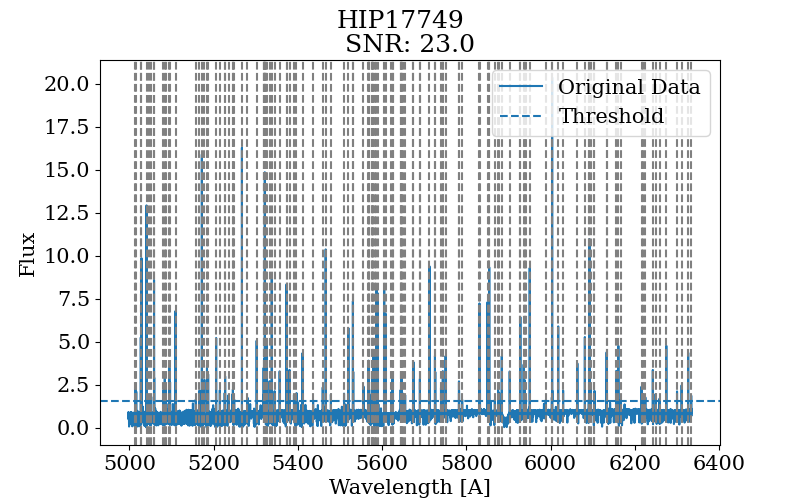 HIP17749
SNR: 23.0
Original Data
Threshold
Flux
20.0
17.5
15.0
12.5
10.0
7.5
5.0
2.5
0.0
5000 5200 5400 5600 5800 6000 6200 6400
Wavelength [A]